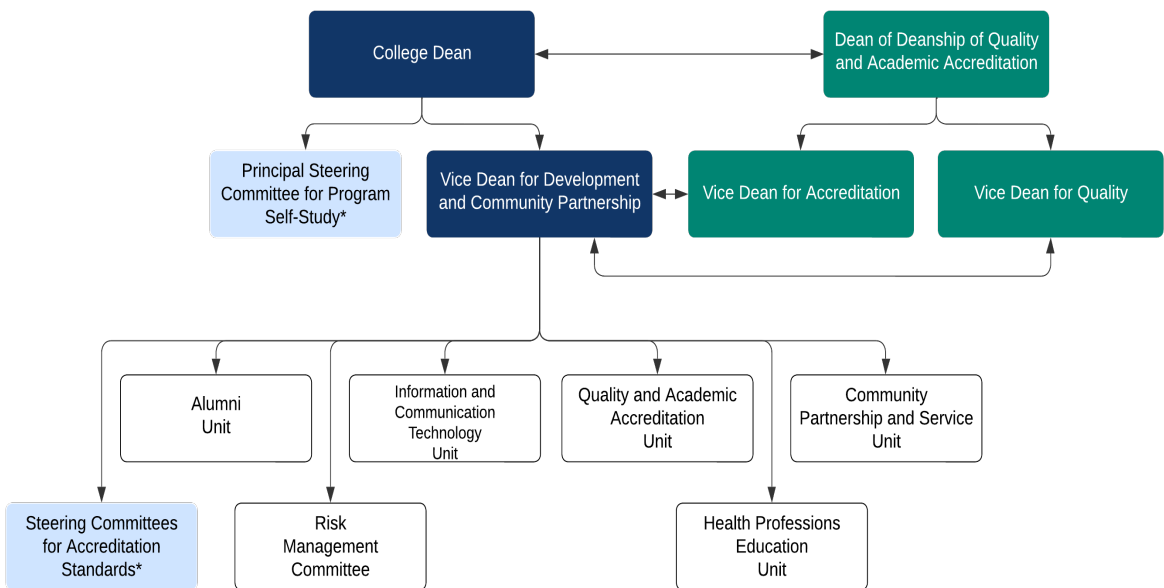 College Dean
Dean of Deanship of Quality
and Academic Accreditation
Principal Steering
Committee for Program
Self-Study*
Vice Dean for Development
and Community Partnership
Vice Dean for Accreditation
Vice Dean for Quality
Alumni
Unit
Information and
Communication
Technology
Unit
Quality and Academic
Accreditation
Unit
Community
Partnership and Service
Unit
Steering Committees
for Accreditation
Standards*
Risk
Management
Committee
Health Professions
Education
Unit